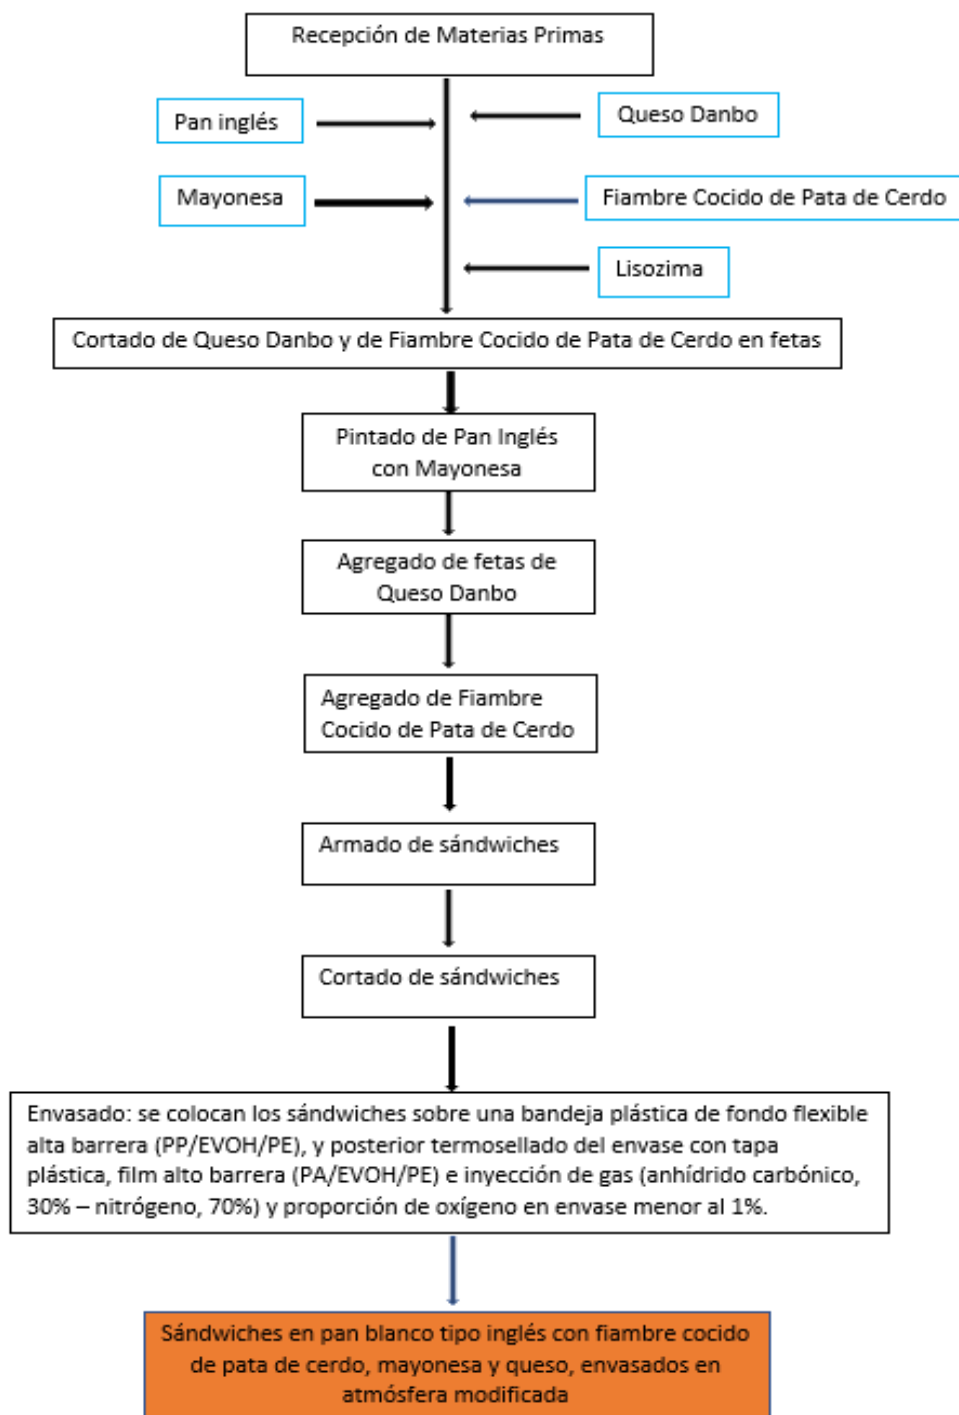 Recepción de Materias Primas
Pan inglés
Queso Danbo
Mayonesa
Fiambre Cocido de Pata de Cerdo
Lisozima
Cortado de Queso Danbo y de Fiambre Cocido de Pata de Cerdo en fetas
Pintado de Pan Inglés
con Mayonesa
Agregado de fetas de
Queso Danbo
Agregado de Fiambre
Cocido de Pata de Cerdo
Armado de sándwiches
Cortado de sándwiches
Envasado: se colocan los sándwiches sobre una bandeja plástica de fondo flexible
alta barrera (PP/EVOH/PE), y posterior termosellado del envase con tapa
plástica, film alto barrera (PA/EVOH/PE) e inyección de gas (anhídrido carbónico,
30% – nitrógeno, 70%) y proporción de oxígeno en envase menor al 1%.
Sándwiches en pan blanco tipo inglés con fiambre cocido
de pata de cerdo, mayonesa y queso, envasados en
atmósfera modificada